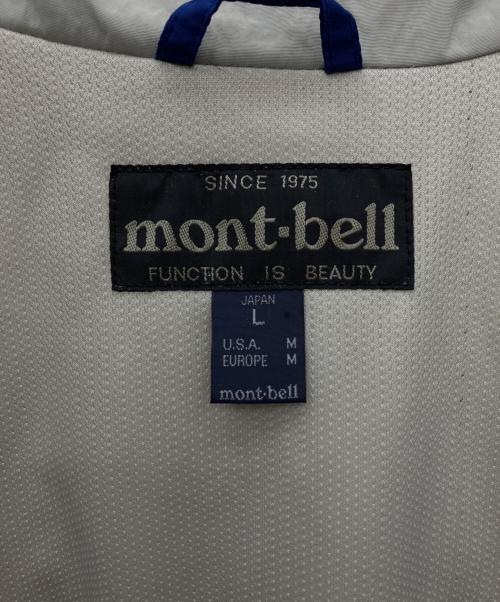 SINCE 1975
mont-bell
FUNCTION IS BEAUTY
JAPAN
L
U.S.A. M
EUROPE M
mont-bell